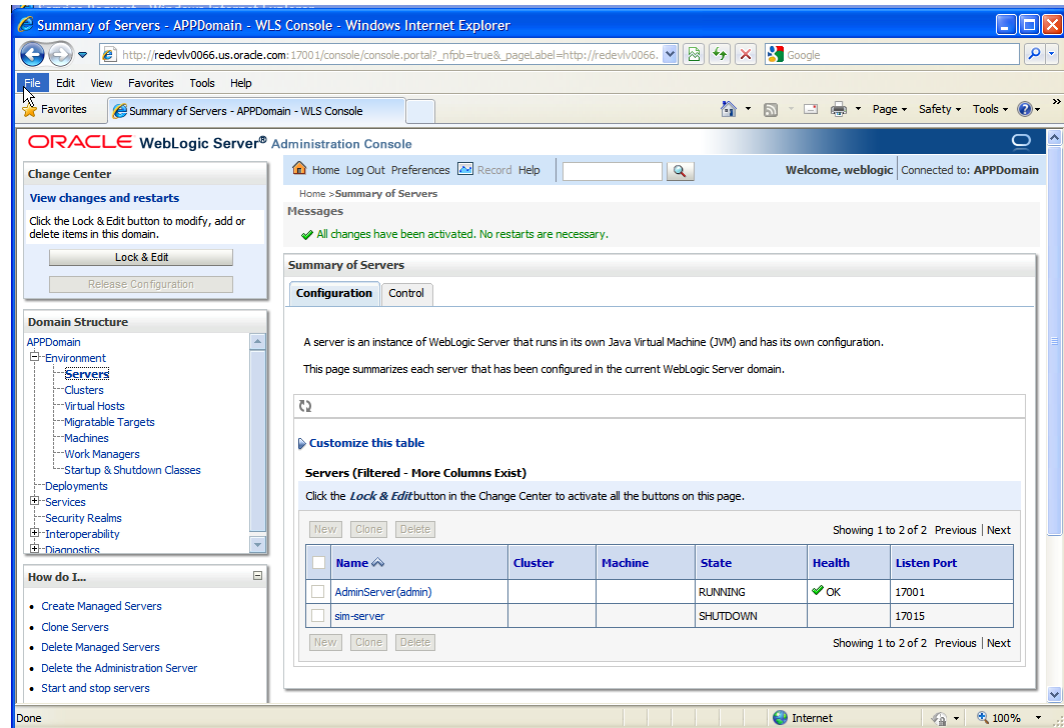 Summary of Servers - APPDomain - WLS Console - Windows Internet Explorer
http://redevlv0066.us.oracle.com:17001/console/console.portal?_nfpb=true&_pageLabel=http://redevlv0066.
Google
File Edit View Favorites Tools Help
Favorites
Summary of Servers - APPDomain - WLS Console
Page Safety Tools
ORACLE WebLogic Server® Administration Console
Change Center
View changes and restarts
Click the Lock & Edit button to modify, add or
delete items in this domain.
Lock & Edit
Release Configuration
Domain Structure
APPDomain
Environment
Servers
Clusters
Virtual Hosts
Migratable Targets
Machines
Work Managers
Startup & Shutdown Classes
Deployments
Services
Security Realms
Interoperability
Diagnostics
How do I...
Create Managed Servers
Clone Servers
Delete Managed Servers
Delete the Administration Server
Start and stop servers
Home Log Out Preferences Record Help
Welcome, weblogic Connected to: APPDomain
Home >Summary of Servers
Messages
All changes have been activated. No restarts are necessary.
Summary of Servers
Configuration Control
A server is an instance of WebLogic Server that runs in its own Java Virtual Machine (JVM) and has its own configuration.
This page summarizes each server that has been configured in the current WebLogic Server domain.
Customize this table
Servers (Filtered - More Columns Exist)
Click the Lock & Edit button in the Change Center to activate all the buttons on this page.
New Clone Delete
Showing 1 to 2 of 2 Previous | Next
Name Cluster Machine State Health Listen Port
AdminServer(admin) RUNNING OK 17001
sim-server SHUTDOWN 17015
New Clone Delete
Showing 1 to 2 of 2 Previous | Next
Done
Internet
100%